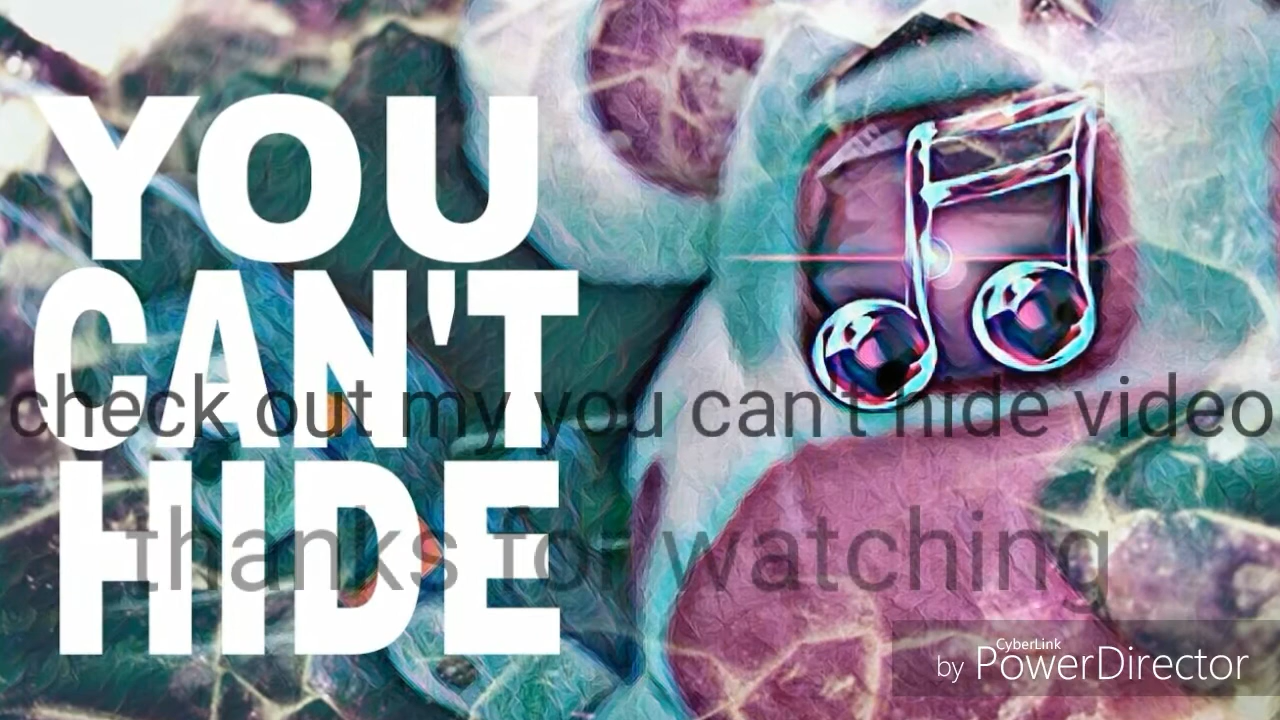 YOU
CAN'T
check out my you can't hide video
HIDE
thanks for watching
CyberLink
by PowerDirector